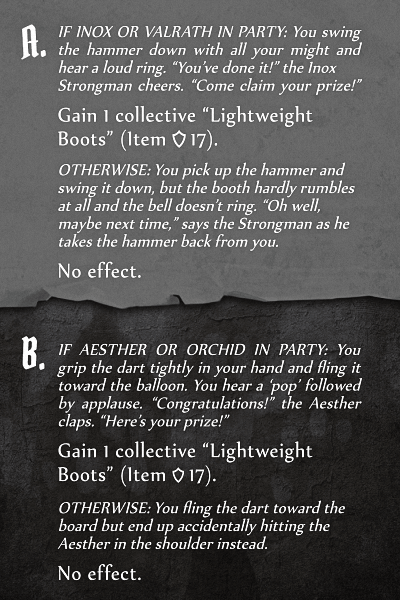 A.
IF INOX OR VALRATH IN PARTY: You swing
the hammer down with all your might and
hear a loud ring. “You’ve done it!” the Inox
Strongman cheers. “Come claim your prize!”
Gain 1 collective “Lightweight
Boots” (Item 17).
OTHERWISE: You pick up the hammer and
swing it down, but the booth hardly rumbles
at all and the bell doesn’t ring. “Oh well,
maybe next time,” says the Strongman as he
takes the hammer back from you.
No effect.
B.
IF AESTHER OR ORCHID IN PARTY: You
grip the dart tightly in your hand and fling it
toward the balloon. You hear a ‘pop’ followed
by applause. “Congratulations!” the Aesther
claps. “Here’s your prize!”
Gain 1 collective “Lightweight
Boots” (Item 17).
OTHERWISE: You fling the dart toward the
board but end up accidentally hitting the
Aesther in the shoulder instead.
No effect.